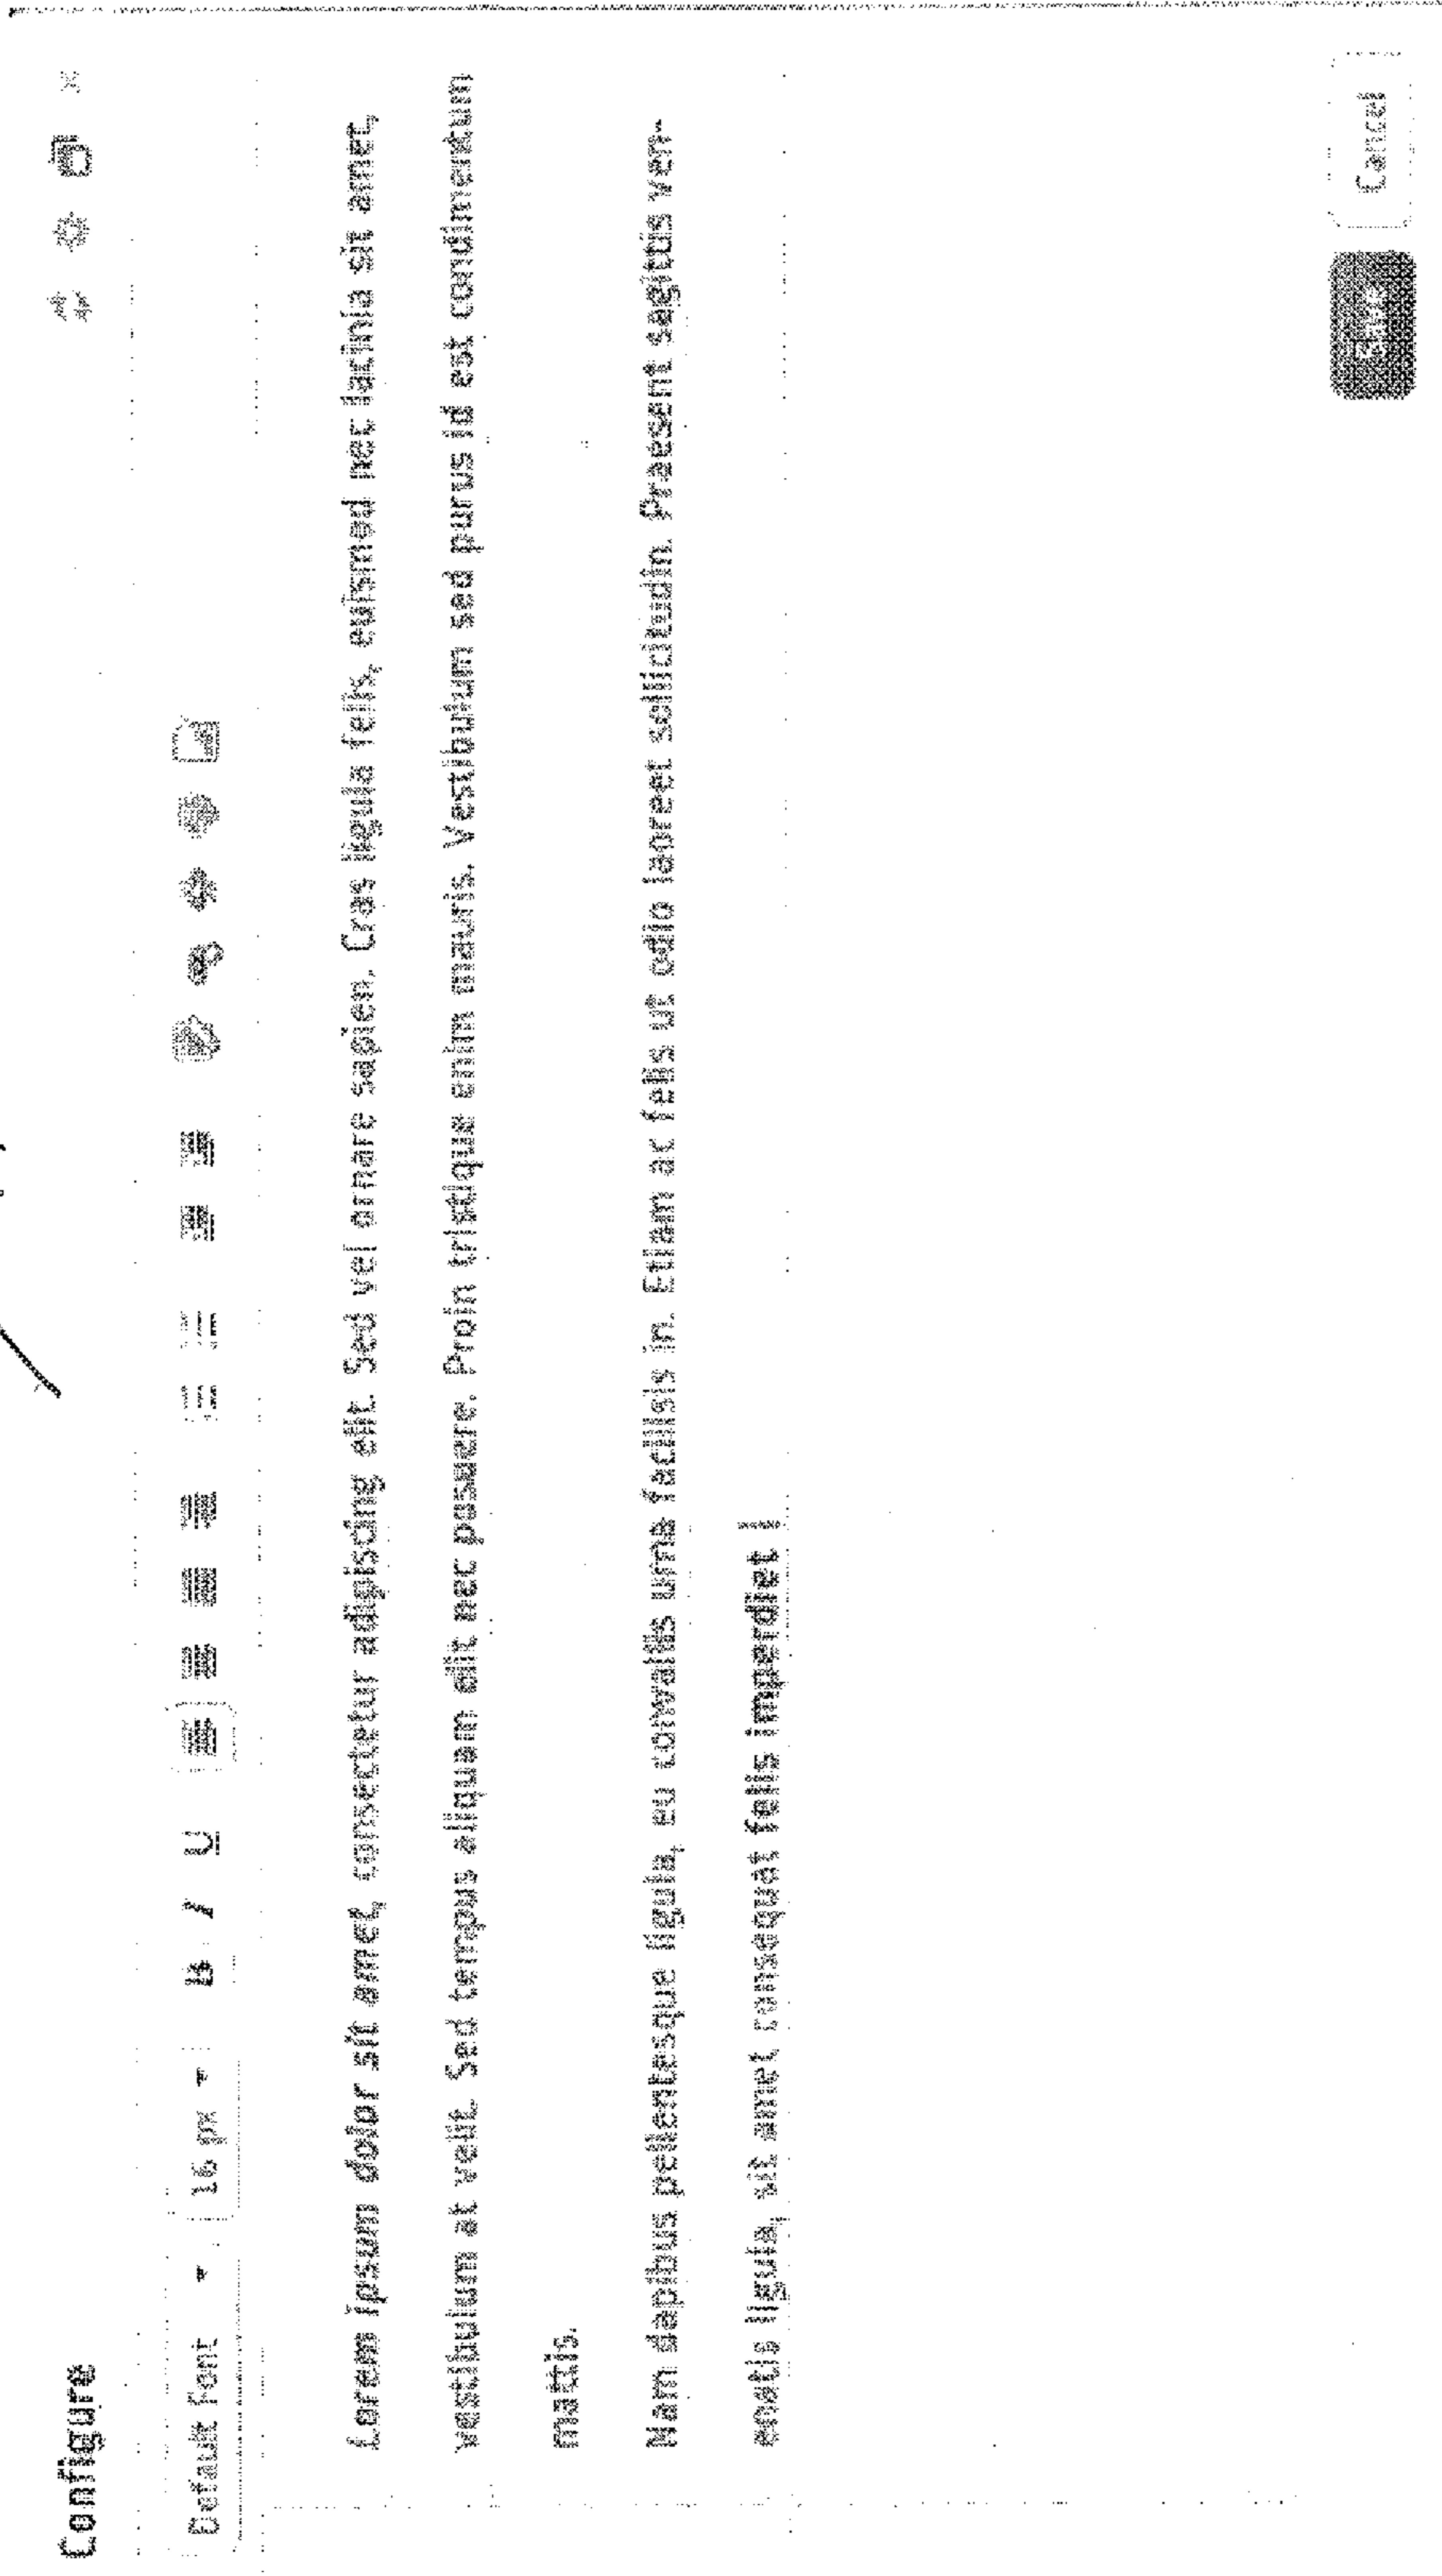 Configure
Default Font 16 px B I U
Lorem ipsum dolor sit amet, consectetur adipiscing elit. Sed vel ornare sapien. Cras ligula felis, euismod nec lacinia sit amet,
vestibulum at velit. Sed tempus aliquam elit nec posuere. Proin tristique enim mauris. Vestibulum sed purus id est condimentum
mattis.
Nam dapibus pellentesque ligula, eu convallis urna facilisis in. Etiam ac felis ut odio laoreet sollicitudin. Praesent sagittis ven-
enatis ligula, sit amet consequat felis imperdiet
Save Cancel